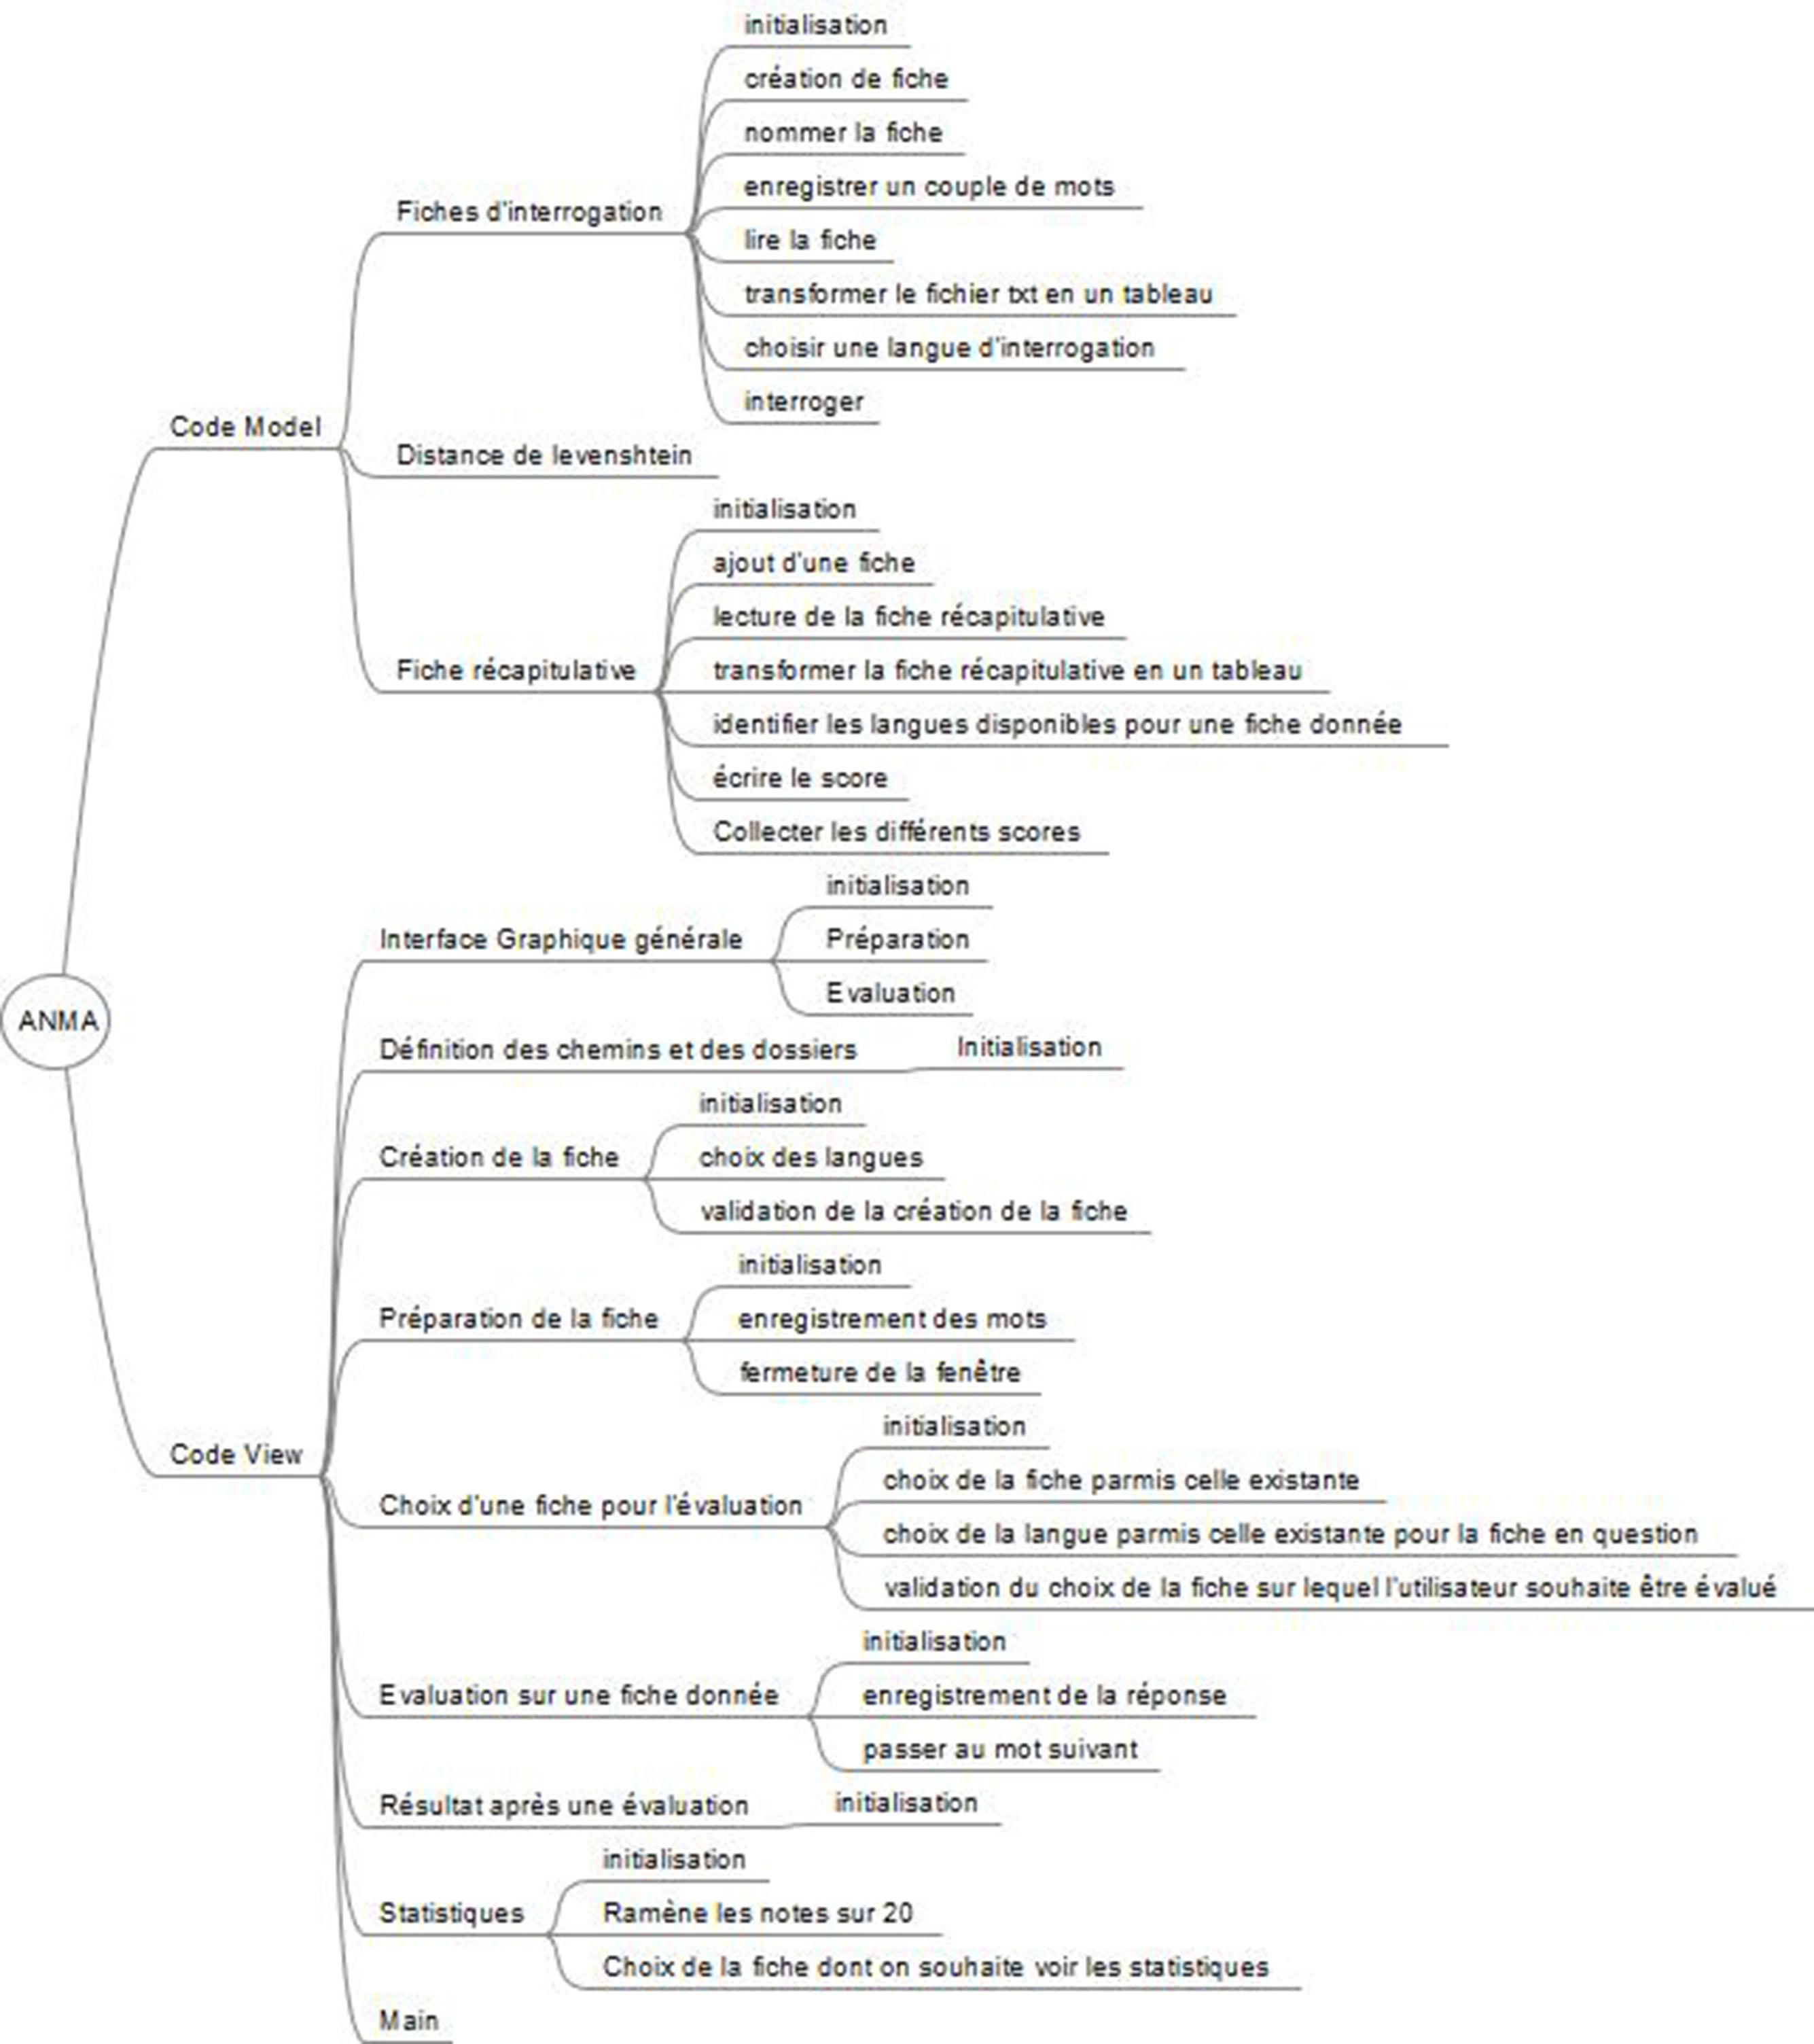 initialisation
création de fiche
nommer la fiche
enregistrer un couple de mots
Fiches d'interrogation
lire la fiche
transformer le fichier txt en un tableau
choisir une langue d'interrogation
interroger
Code Model
Distance de levenshtein
initialisation
ajout d'une fiche
lecture de la fiche récapitulative
Fiche récapitulative
transformer la fiche récapitulative en un tableau
identifier les langues disponibles pour une fiche donnée
écrire le score
Collecter les différents scores
initialisation
Interface Graphique générale
Préparation
Evaluation
ANMA
Définition des chemins et des dossiers
Initialisation
initialisation
Création de la fiche
choix des langues
validation de la création de la fiche
initialisation
Préparation de la fiche
enregistrement des mots
fermeture de la fenêtre
initialisation
Code View
choix de la fiche parmis celle existante
Choix d'une fiche pour l'évaluation
choix de la langue parmis celle existante pour la fiche en question
validation du choix de la fiche sur lequel l'utilisateur souhaite être évalué
initialisation
Evaluation sur une fiche donnée
enregistrement de la réponse
passer au mot suivant
Résultat après une évaluation
initialisation
initialisation
Statistiques
Ramène les notes sur 20
Choix de la fiche dont on souhaite voir les statistiques
Main